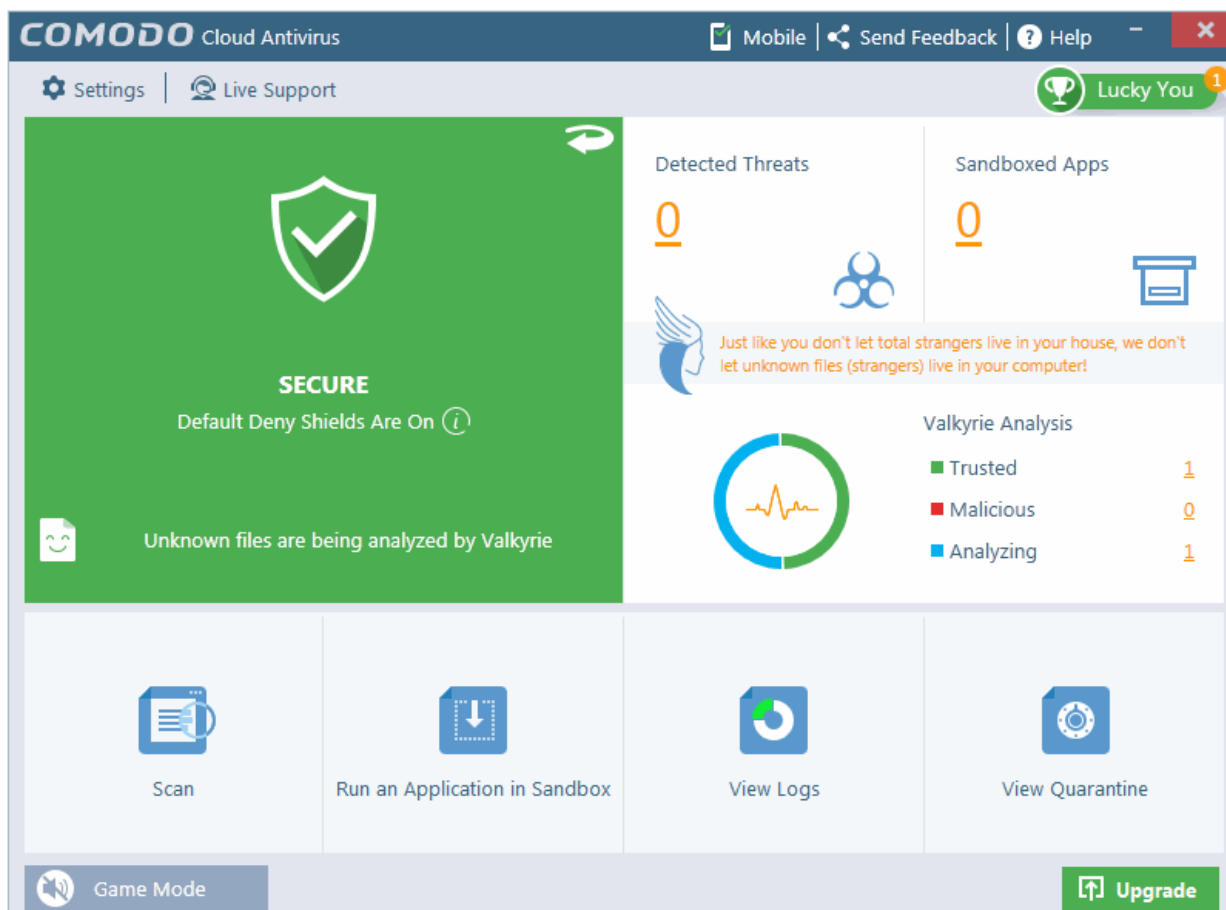 COMODO Cloud Antivirus
Mobile
Send Feedback
? Help
Settings
Live Support
Lucky You
1
SECURE
Default Deny Shields Are On i
Unknown files are being analyzed by Valkyrie
Detected Threats
0
Sandboxed Apps
0
Just like you don't let total strangers live in your house, we don't
let unknown files (strangers) live in your computer!
Valkyrie Analysis
Trusted 1
Malicious 0
Analyzing 1
Scan
Run an Application in Sandbox
View Logs
View Quarantine
Game Mode
Upgrade